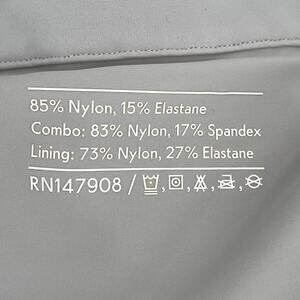 85% Nylon, 15% Elastane
Combo: 83% Nylon, 17% Spandex
Lining: 73% Nylon, 27% Elastane
RN147908 /